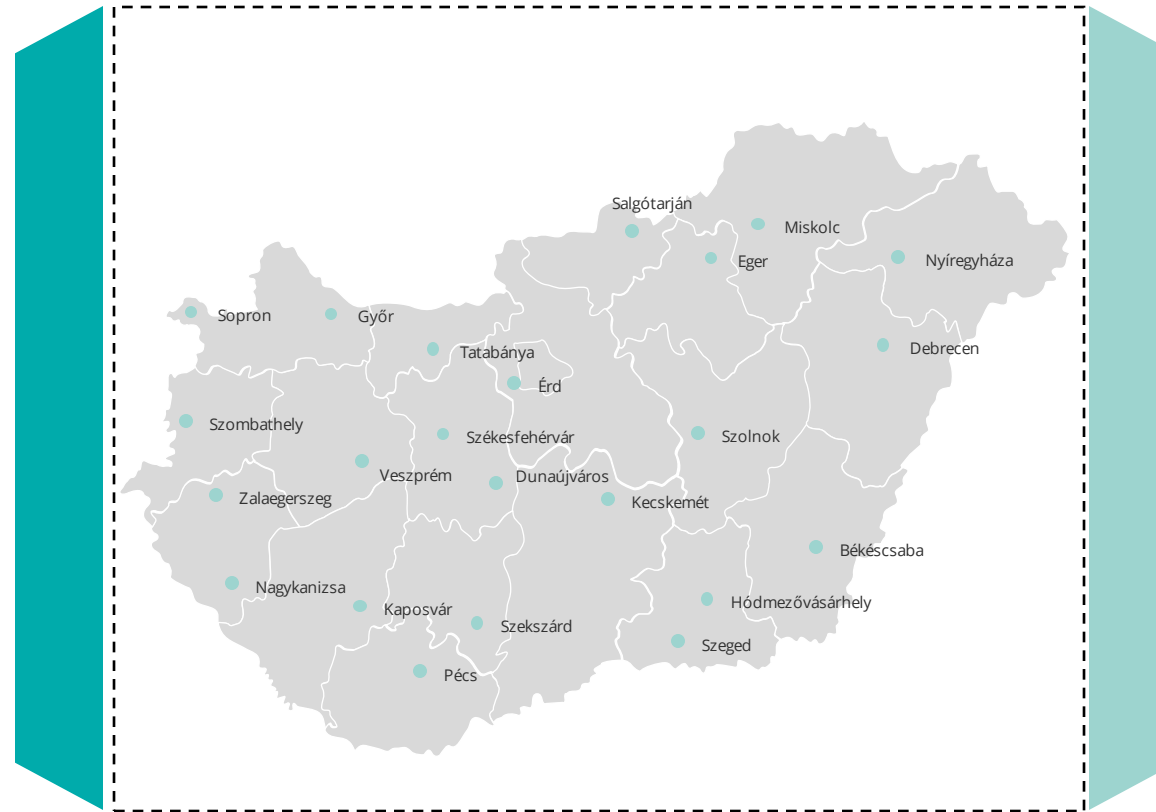 Salgótarján
Miskolc
Eger
Nyíregyháza
Sopron
Győr
Debrecen
Tatabánya
Érd
Szombathely
Székesfehérvár
Szolnok
Veszprém
Dunaújváros
Zalaegerszeg
Kecskemét
Békéscsaba
Nagykanizsa
Hódmezővásárhely
Kaposvár
Szekszárd
Szeged
Pécs